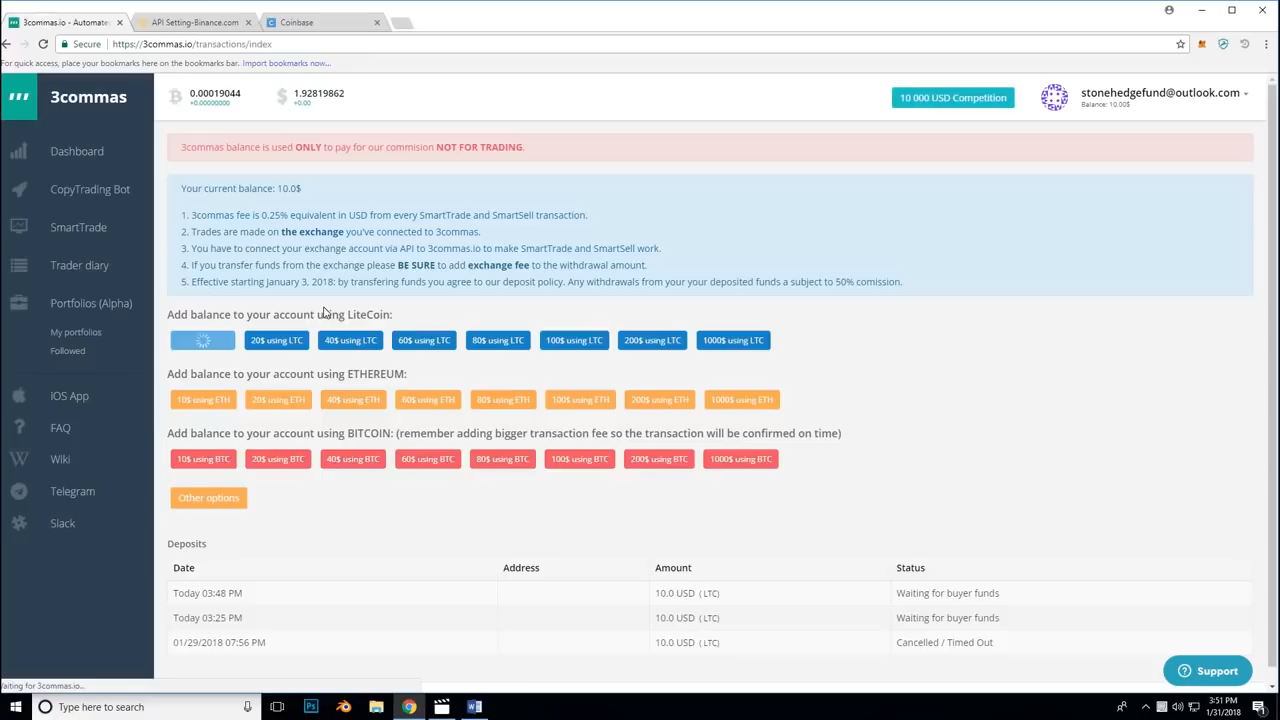 3commas.io - Automate
API Setting-Binance.com
Coinbase
Secure https://3commas.io/transactions/index
For quick access, place your bookmarks here on the bookmarks bar. Import bookmarks now...
3commas
0.00019044
+0.00000000
1.92819862
+0.00
10 000 USD Competition
stonehedgefund@outlook.com
Balance: 10.00$
Dashboard
CopyTrading Bot
SmartTrade
Trader diary
Portfolios (Alpha)
My portfolios
Followed
iOS App
FAQ
Wiki
Telegram
Slack
3commas balance is used ONLY to pay for our commision NOT FOR TRADING.
Your current balance: 10.0$
1. 3commas fee is 0.25% equivalent in USD from every SmartTrade and SmartSell transaction.
2. Trades are made on the exchange you've connected to 3commas.
3. You have to connect your exchange account via API to 3commas.io to make SmartTrade and SmartSell work.
4. If you transfer funds from the exchange please BE SURE to add exchange fee to the withdrawal amount.
5. Effective starting January 3, 2018: by transfering funds you agree to our deposit policy. Any withdrawals from your your deposited funds a subject to 50% comission.
Add balance to your account using LiteCoin:
20$ using LTC 40$ using LTC 60$ using LTC 80$ using LTC 100$ using LTC 200$ using LTC 1000$ using LTC
Add balance to your account using ETHEREUM:
10$ using ETH 20$ using ETH 40$ using ETH 60$ using ETH 80$ using ETH 100$ using ETH 200$ using ETH 1000$ using ETH
Add balance to your account using BITCOIN: (remember adding bigger transaction fee so the transaction will be confirmed on time)
10$ using BTC 20$ using BTC 40$ using BTC 60$ using BTC 80$ using BTC 100$ using BTC 200$ using BTC 1000$ using BTC
Other options
Deposits
Date Address Amount Status
Today 03:48 PM 10.0 USD (LTC) Waiting for buyer funds
Today 03:25 PM 10.0 USD (LTC) Waiting for buyer funds
01/29/2018 07:56 PM 10.0 USD (LTC) Cancelled / Timed Out
Support
Waiting for 3commas.io...
Type here to search
3:51 PM
1/31/2018